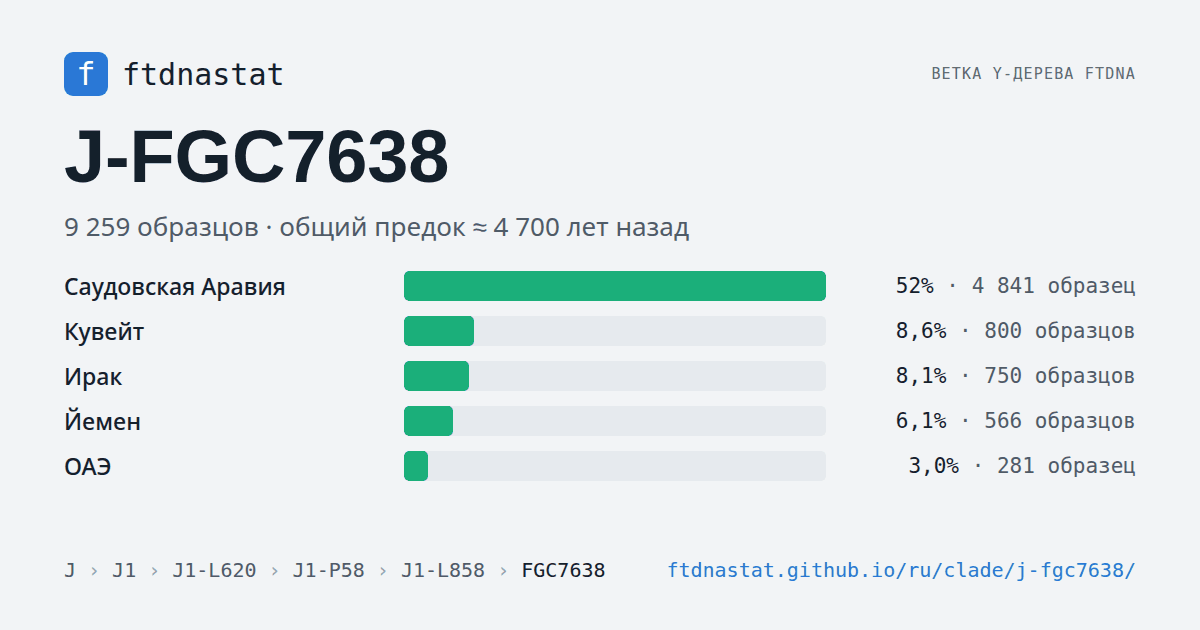 f ftdnastat
ВЕТКА Y-ДЕРЕВА FTDNA
J-FGC7638
9 259 образцов · общий предок ≈ 4 700 лет назад
Саудовская Аравия 52% · 4 841 образец
Кувейт 8,6% · 800 образцов
Ирак 8,1% · 750 образцов
Йемен 6,1% · 566 образцов
ОАЭ 3,0% · 281 образец
J › J1 › J1-L620 › J1-P58 › J1-L858 › FGC7638
ftdnastat.github.io/ru/clade/j-fgc7638/